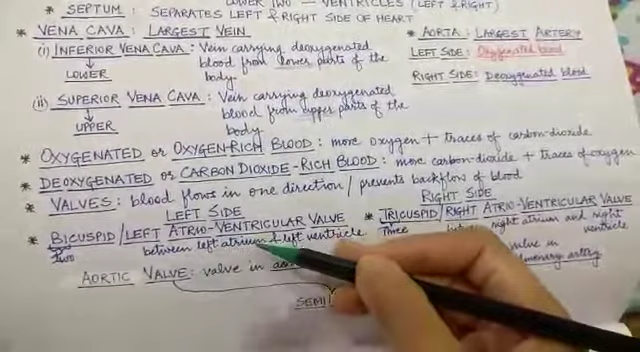 LOWER TWO — VENTRICLES (LEFT & RIGHT)
* SEPTUM: SEPARATES LEFT & RIGHT SIDE OF HEART
* VENA CAVA: LARGEST VEIN
(i) INFERIOR VENA CAVA: Vein carrying deoxygenated
↓
LOWER
blood from lower parts of the
body.
(ii) SUPERIOR VENA CAVA: Vein carrying deoxygenated
↓
UPPER
blood from upper parts of the
body
* AORTA: LARGEST ARTERY
LEFT SIDE: Oxygenated blood
RIGHT SIDE: Deoxygenated blood
* OXYGENATED or OXYGEN-RICH BLOOD: more oxygen + traces of carbon-dioxide
* DEOXYGENATED or CARBON DIOXIDE-RICH BLOOD: more carbon-dioxide + traces of oxygen
* VALVES: blood flows in one direction / prevents backflow of blood
LEFT SIDE
* BICUSPID/LEFT ATRIO-VENTRICULAR VALVE
Two
between left atrium & left ventricle
RIGHT SIDE
* TRICUSPID/RIGHT ATRIO-VENTRICULAR VALVE
Three
right atrium and right
ventricle
AORTIC VALVE: valve in
valve in
pulmonary artery
SEMI